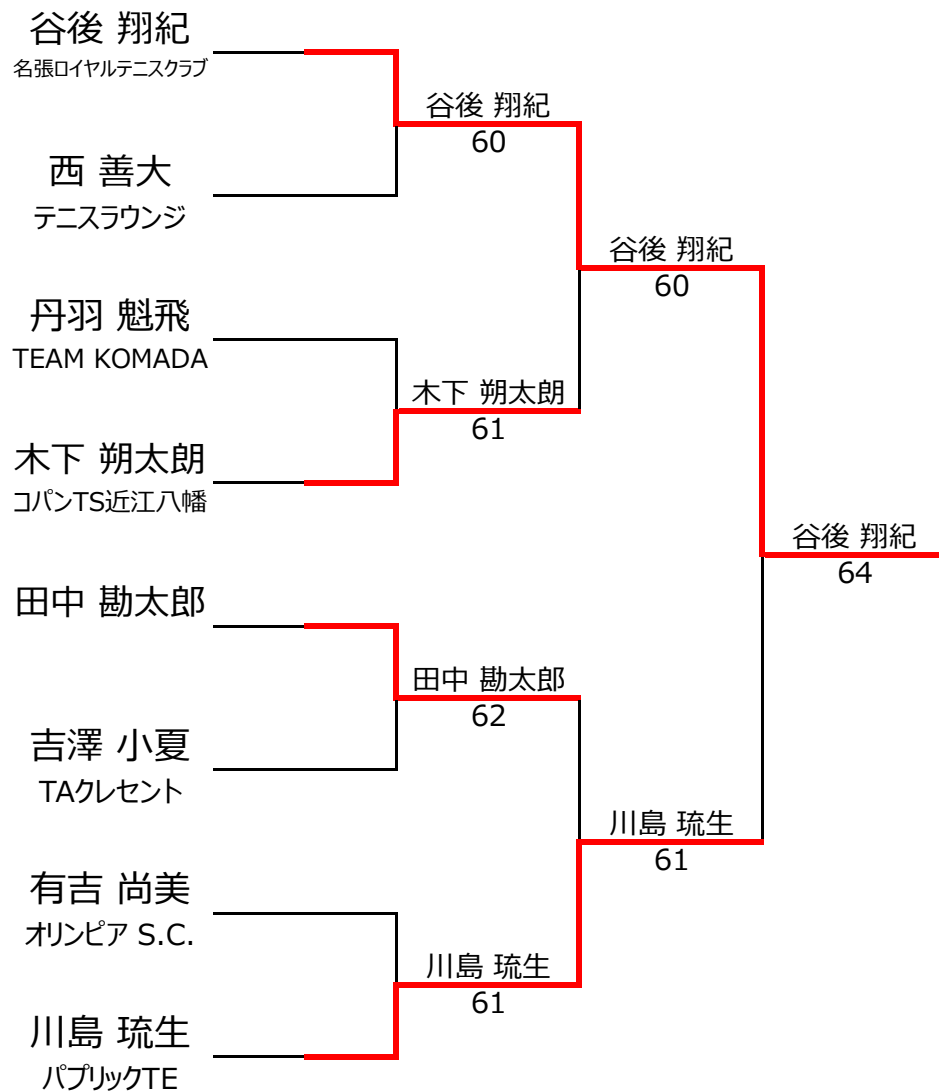 谷後 翔紀
名張ロイヤルテニスクラブ
谷後 翔紀
60
西 善大
テニスラウンジ
谷後 翔紀
60
丹羽 魁飛
TEAM KOMADA
木下 朔太朗
61
木下 朔太朗
コパンTS近江八幡
谷後 翔紀
64
田中 勘太郎
田中 勘太郎
62
吉澤 小夏
TAクレセント
川島 琉生
61
有吉 尚美
オリンピア S.C.
川島 琉生
61
川島 琉生
パブリックTE